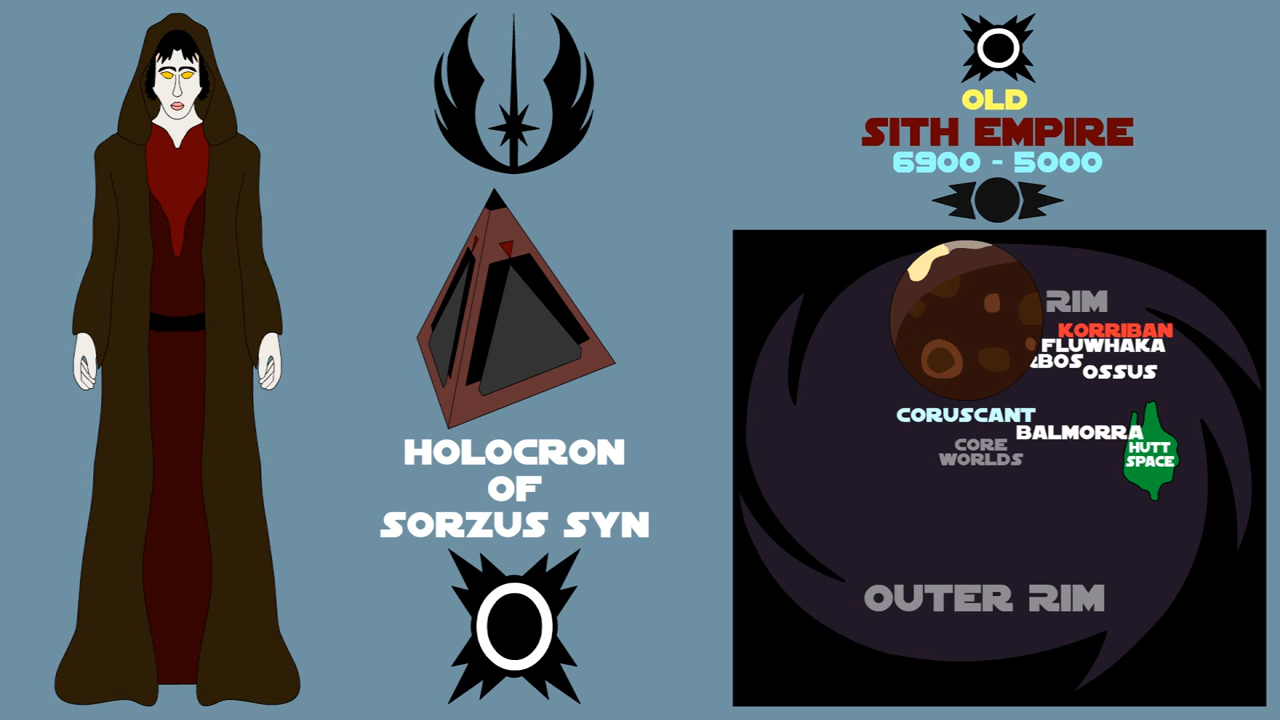 HOLOCRON
OF
SORZUS SYN
OLD
SITH EMPIRE
6900 - 5000
RIM
KORRIBAN
FLUWHAKA
OSSUS
CORUSCANT
BALMORRA
CORE
WORLDS
HUTT
SPACE
OUTER RIM